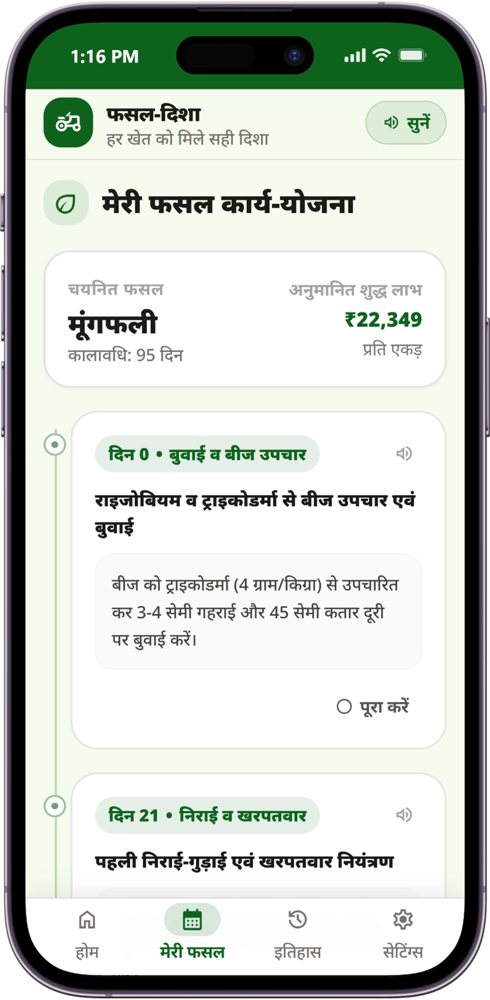 1:16 PM
फसल-दिशा
हर खेत को मिले सही दिशा
सुनें
मेरी फसल कार्य-योजना
चयनित फसल
मूंगफली
कालावधि: 95 दिन
अनुमानित शुद्ध लाभ
₹22,349
प्रति एकड़
दिन 0 • बुवाई व बीज उपचार
राइजोबियम व ट्राइकोडर्मा से बीज उपचार एवं
बुवाई
बीज को ट्राइकोडर्मा (4 ग्राम/किग्रा) से उपचारित
कर 3-4 सेमी गहराई और 45 सेमी कतार दूरी
पर बुवाई करें।
पूरा करें
दिन 21 • निराई व खरपतवार
पहली निराई-गुड़ाई एवं खरपतवार नियंत्रण
होम
मेरी फसल
इतिहास
सेटिंग्स